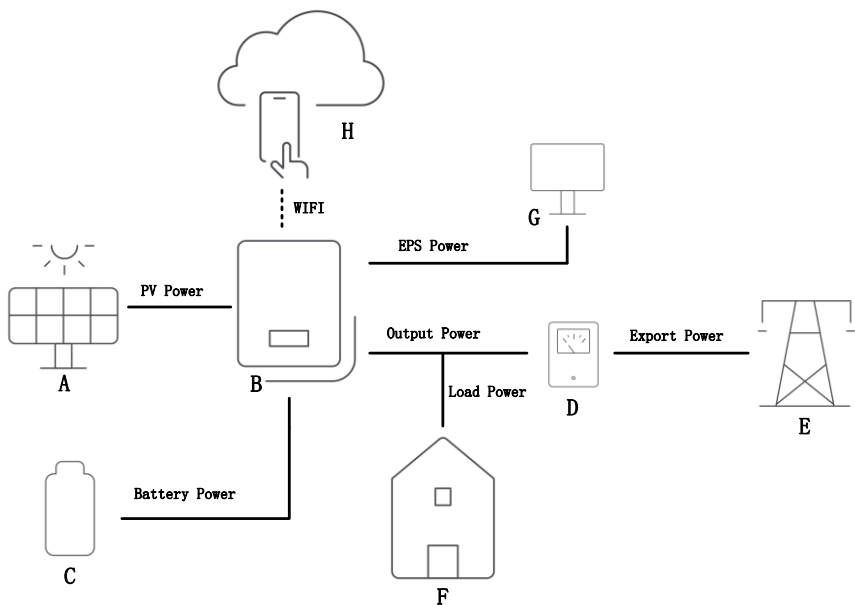 H
WIFI
G
EPS Power
PV Power
A
B
Output Power
Export Power
Load Power
D
E
Battery Power
C
F